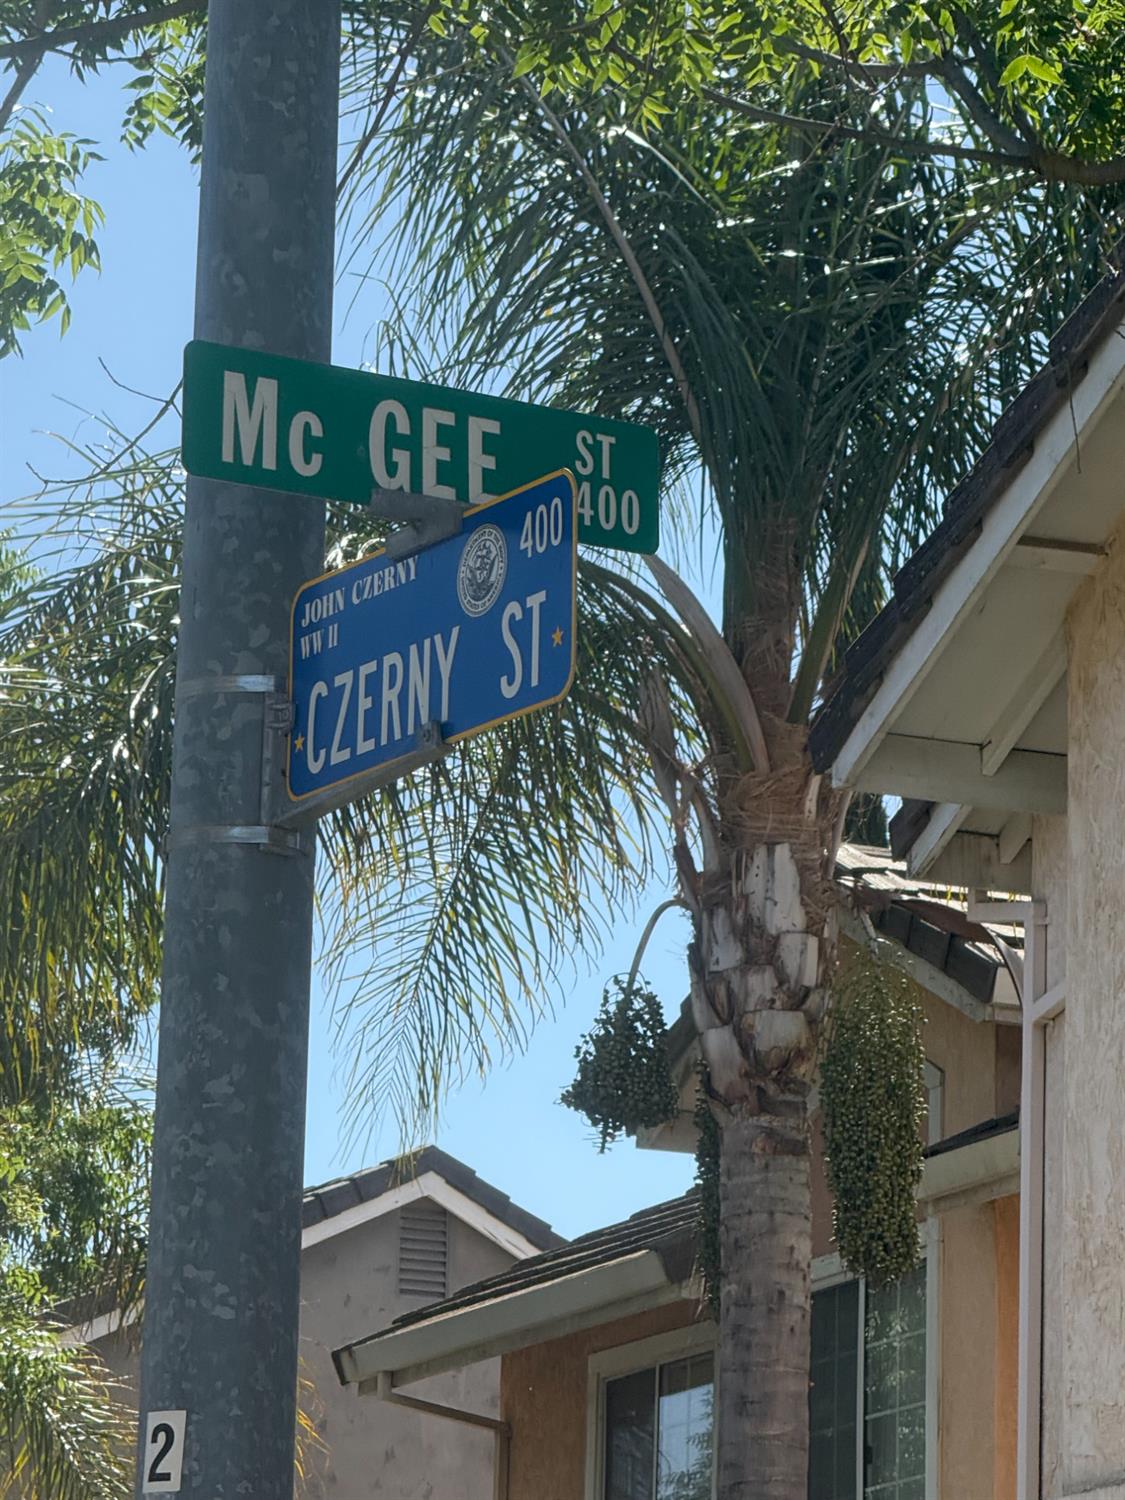 Mc GEE ST
400
JOHN CZERNY 400
WW II
CZERNY ST
2